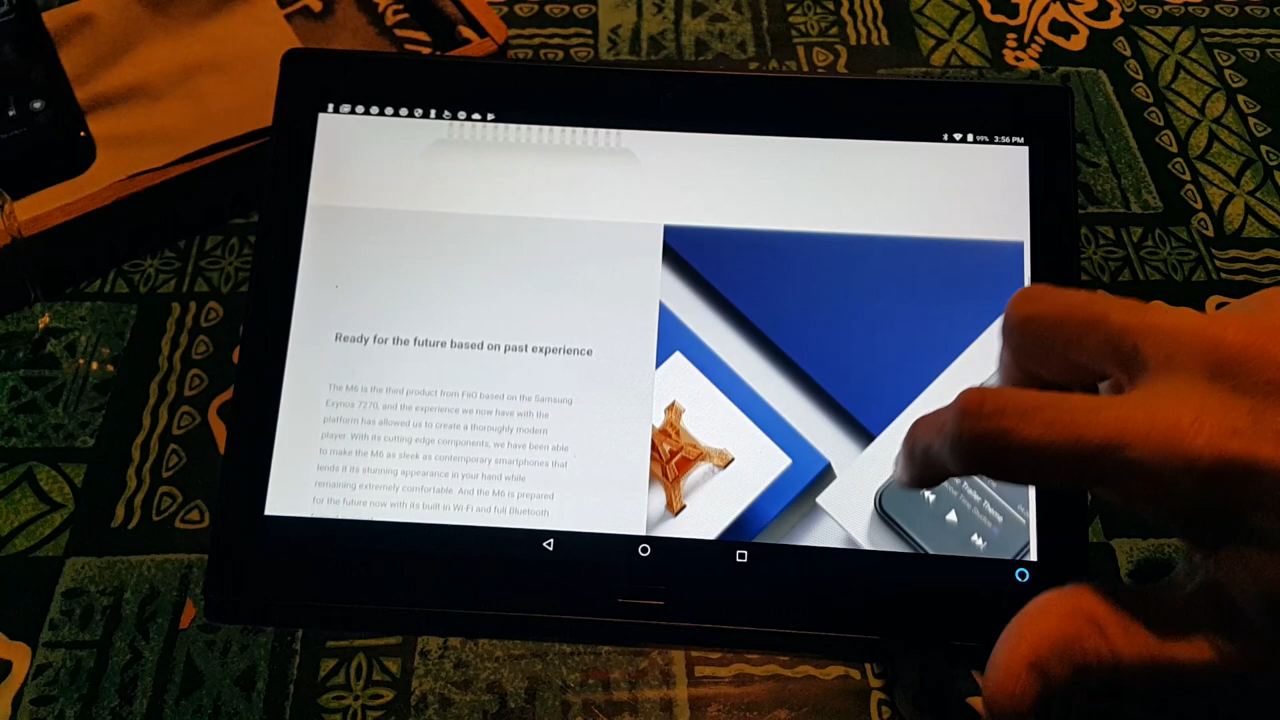 99% 3:56 PM
Ready for the future based on past experience
The M6 is the third product from FiiO based on the Samsung
Exynos 7270, and the experience we now have with the
platform has allowed us to create a thoroughly modern
player. With its cutting edge components, we have been able
to make the M6 as sleek as contemporary smartphones that
lends it its stunning appearance in your hand while
remaining extremely comfortable. And the M6 is prepared
for the future now with its built in Wi-Fi and full Bluetooth
Trailer Theme